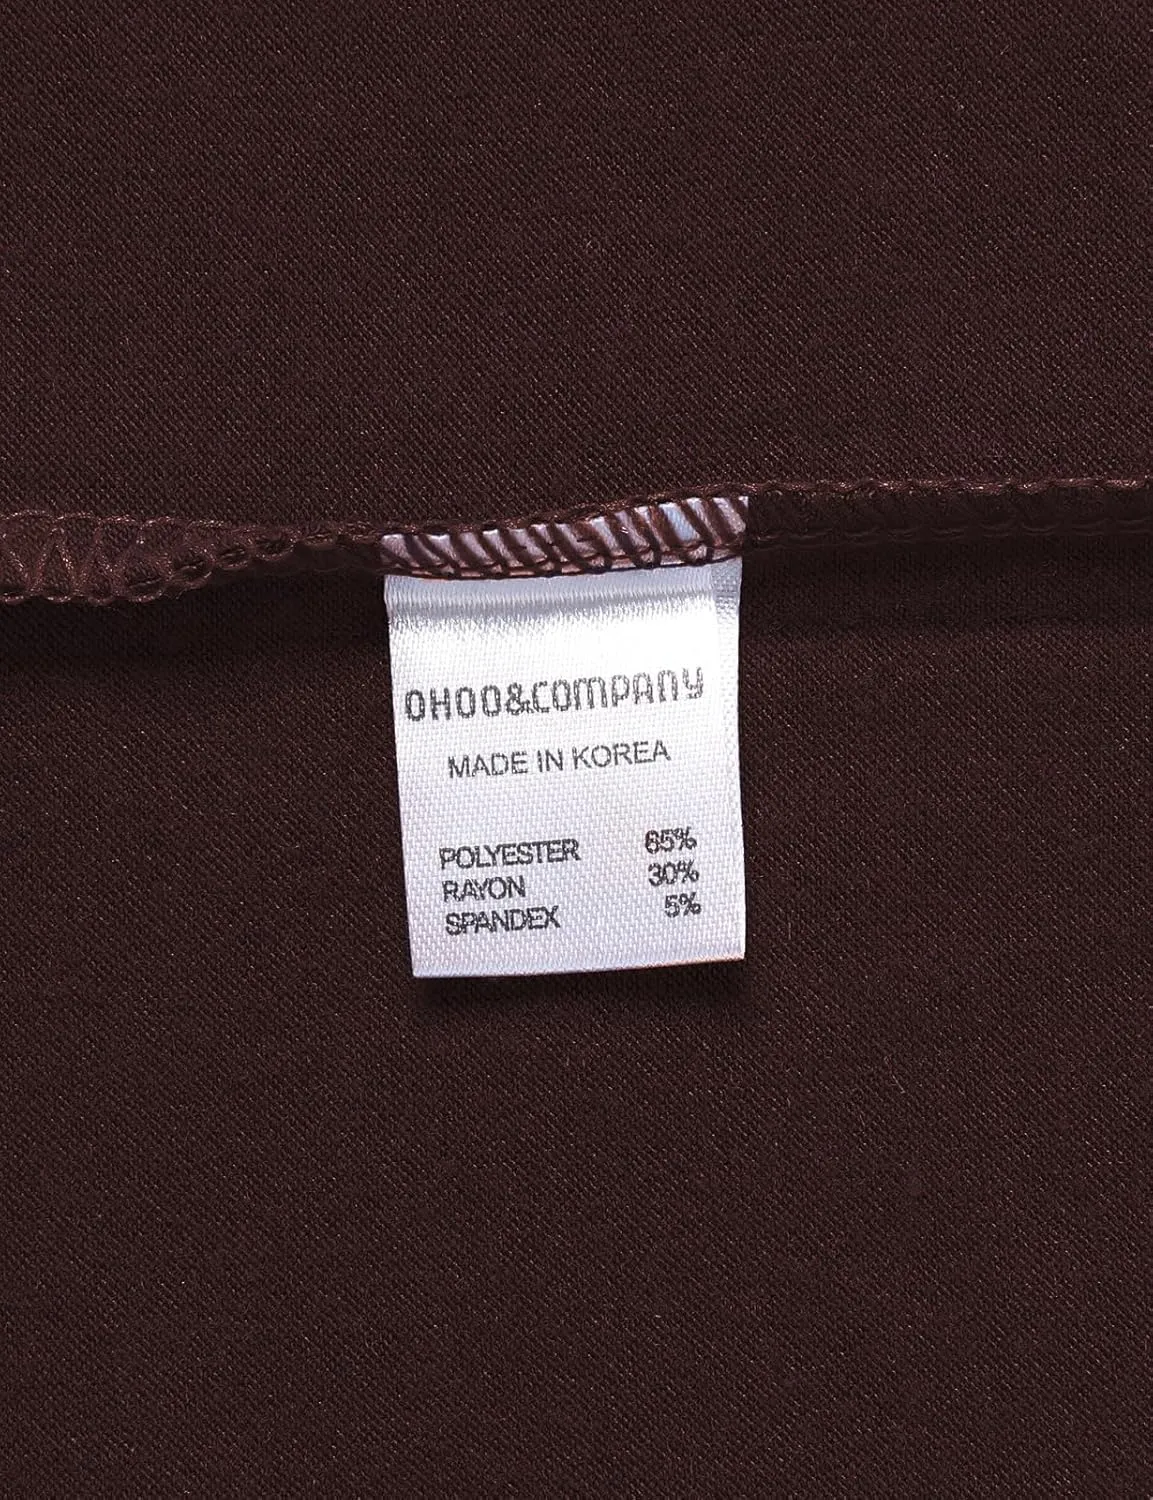 OHOO&COMPANY
MADE IN KOREA
POLYESTER 65%
RAYON 30%
SPANDEX 5%